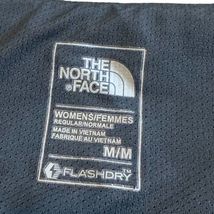 THE
NORTH
FACE
WOMENS/FEMMES
REGULAR/NORMALE
MADE IN VIETNAM
FABRIQUÉ AU VIETNAM
M/M
FLASHDRY